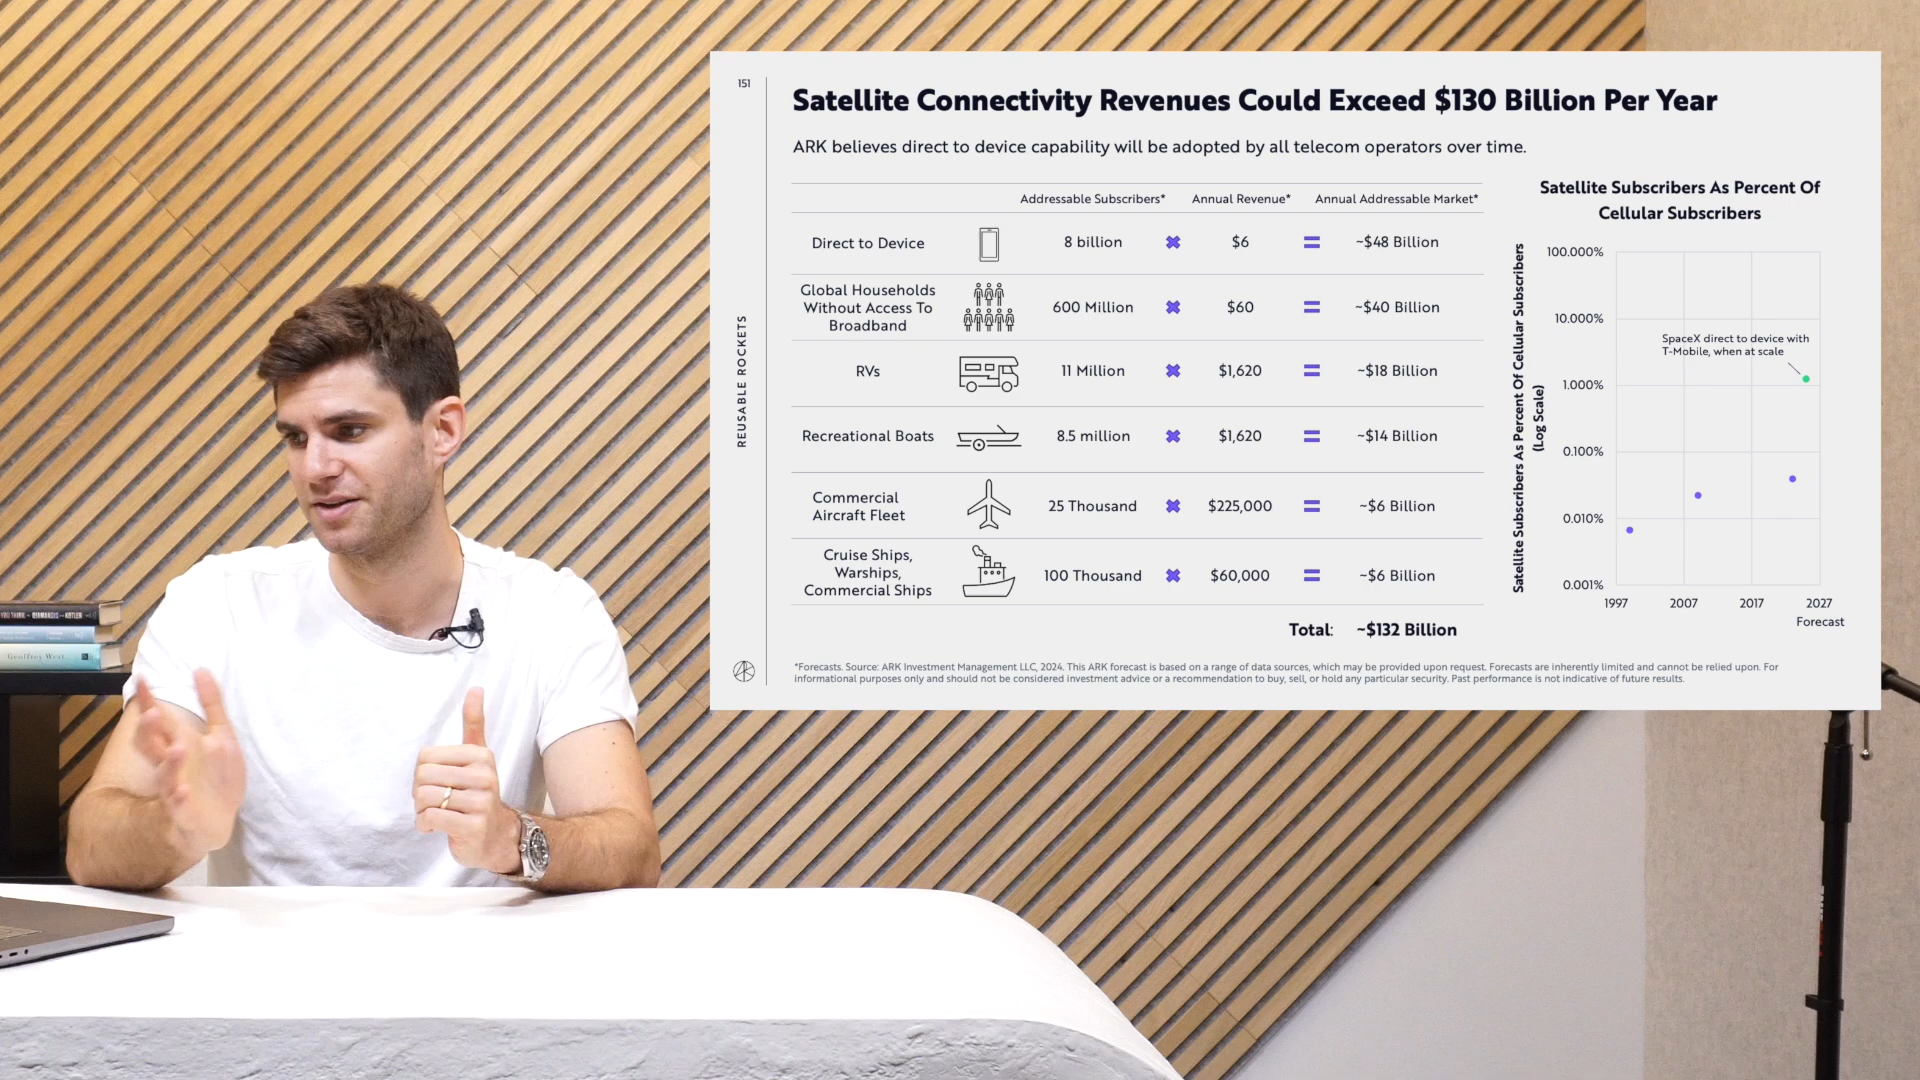 151
Satellite Connectivity Revenues Could Exceed $130 Billion Per Year
ARK believes direct to device capability will be adopted by all telecom operators over time.
REUSABLE ROCKETS
Addressable Subscribers* Annual Revenue* Annual Addressable Market*
Direct to Device 8 billion ✖ $6 = ~$48 Billion
Global Households
Without Access To
Broadband
600 Million ✖ $60 = ~$40 Billion
RVs 11 Million ✖ $1,620 = ~$18 Billion
Recreational Boats 8.5 million ✖ $1,620 = ~$14 Billion
Commercial
Aircraft Fleet
25 Thousand ✖ $225,000 = ~$6 Billion
Cruise Ships,
Warships,
Commercial Ships
100 Thousand ✖ $60,000 = ~$6 Billion
Total: ~$132 Billion
Satellite Subscribers As Percent Of
Cellular Subscribers
Satellite Subscribers As Percent Of Cellular Subscribers
(Log Scale)
100.000%
10.000%
1.000%
0.100%
0.010%
0.001%
SpaceX direct to device with
T-Mobile, when at scale
1997 2007 2017 2027
Forecast
*Forecasts. Source: ARK Investment Management LLC, 2024. This ARK forecast is based on a range of data sources, which may be provided upon request. Forecasts are inherently limited and cannot be relied upon. For
informational purposes only and should not be considered investment advice or a recommendation to buy, sell, or hold any particular security. Past performance is not indicative of future results.
YOU THINK - DIAMANDIS AND KOTLER
Geoffrey West